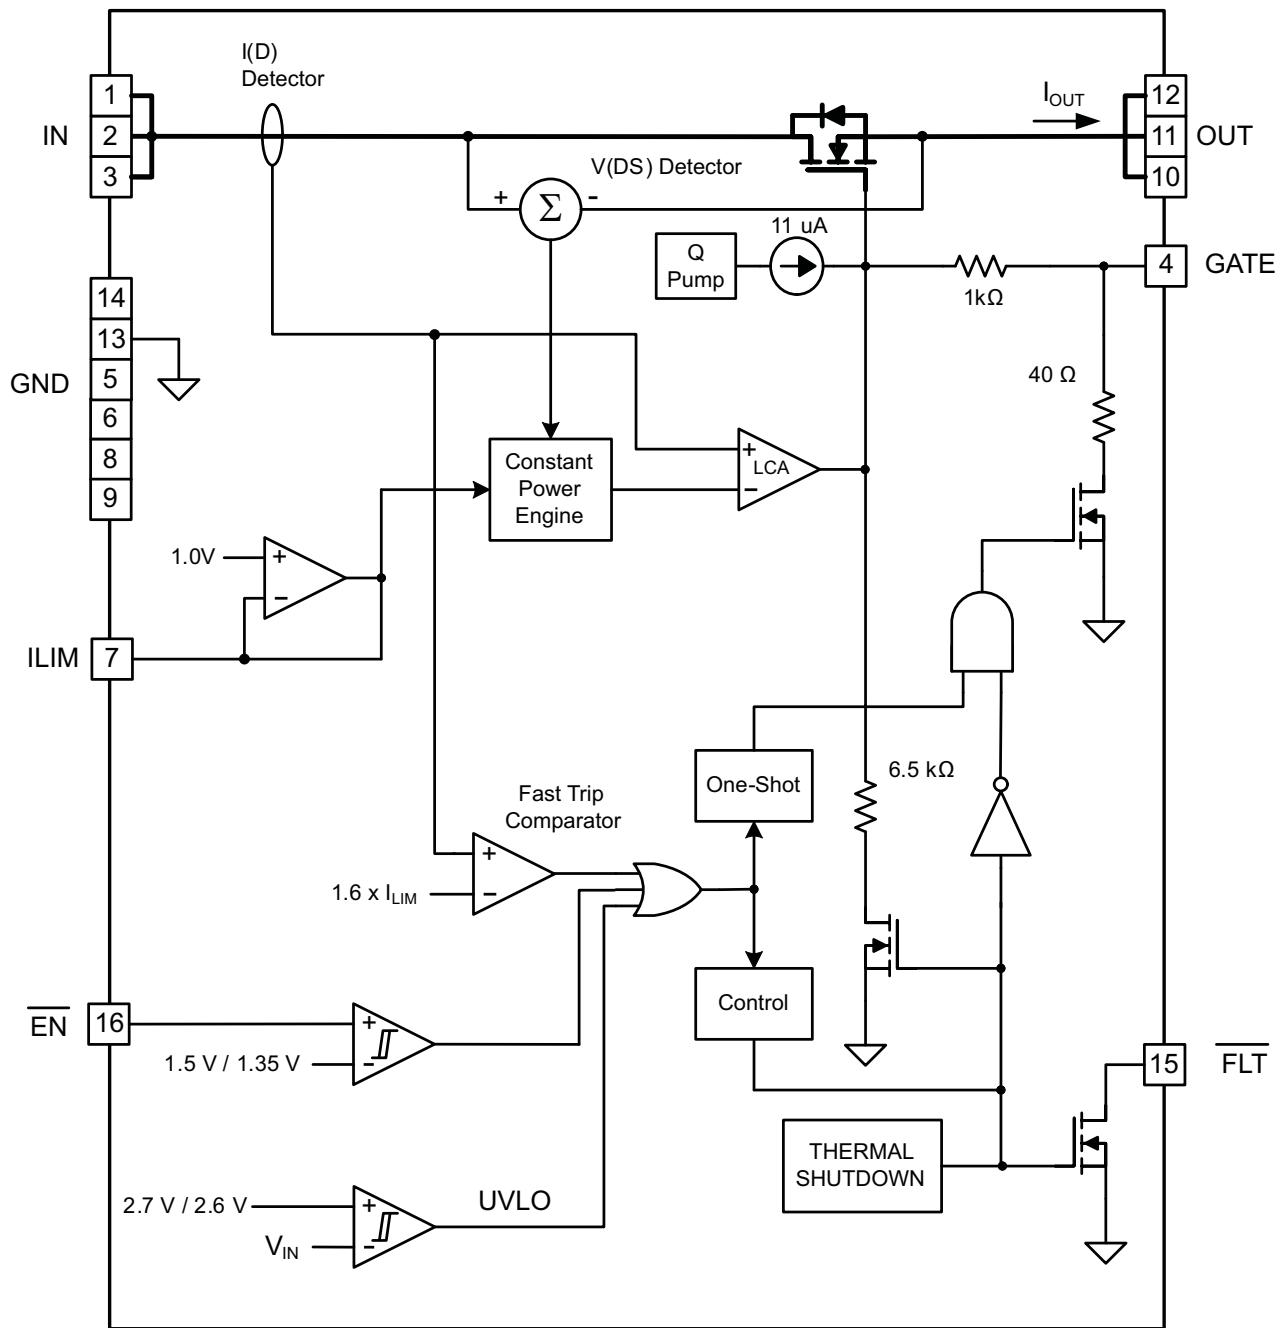 I(D)
Detector
1
2
3
IN
I_OUT
12
11
10
OUT
V(DS) Detector
+
Σ
-
11 uA
Q
Pump
1kΩ
4
GATE
14
13
5
6
8
9
GND
40 Ω
Constant
Power
Engine
+
LCA
−
1.0V
+
−
ILIM
7
One-Shot
6.5 kΩ
Fast Trip
Comparator
+
1.6 x I_LIM
−
Control
E̅N̅
16
+
1.5 V / 1.35 V
−
15
F̅L̅T̅
THERMAL
SHUTDOWN
2.7 V / 2.6 V
+
UVLO
V_IN
−